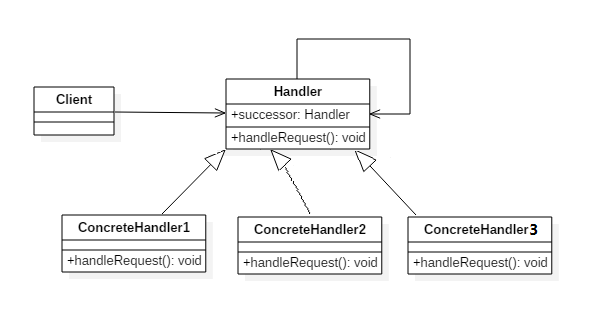 Handler
Client
+successor: Handler
+handleRequest(): void
ConcreteHandler1
+handleRequest(): void
ConcreteHandler2
+handleRequest(): void
ConcreteHandler3
+handleRequest(): void